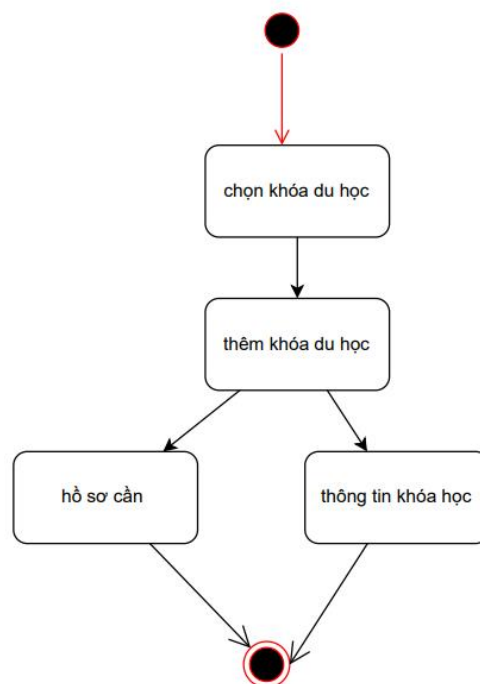 chọn khóa du học
thêm khóa du học
hồ sơ cần
thông tin khóa học